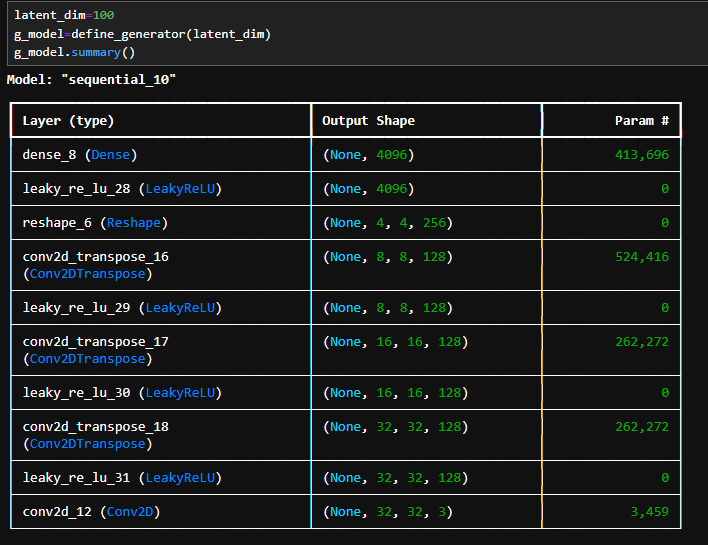 latent_dim=100
g_model=define_generator(latent_dim)
g_model.summary()
Model: "sequential_10"
Layer (type) Output Shape Param #
dense_8 (Dense) (None, 4096) 413,696
leaky_re_lu_28 (LeakyReLU) (None, 4096) 0
reshape_6 (Reshape) (None, 4, 4, 256) 0
conv2d_transpose_16 (None, 8, 8, 128) 524,416
(Conv2DTranspose)
leaky_re_lu_29 (LeakyReLU) (None, 8, 8, 128) 0
conv2d_transpose_17 (None, 16, 16, 128) 262,272
(Conv2DTranspose)
leaky_re_lu_30 (LeakyReLU) (None, 16, 16, 128) 0
conv2d_transpose_18 (None, 32, 32, 128) 262,272
(Conv2DTranspose)
leaky_re_lu_31 (LeakyReLU) (None, 32, 32, 128) 0
conv2d_12 (Conv2D) (None, 32, 32, 3) 3,459